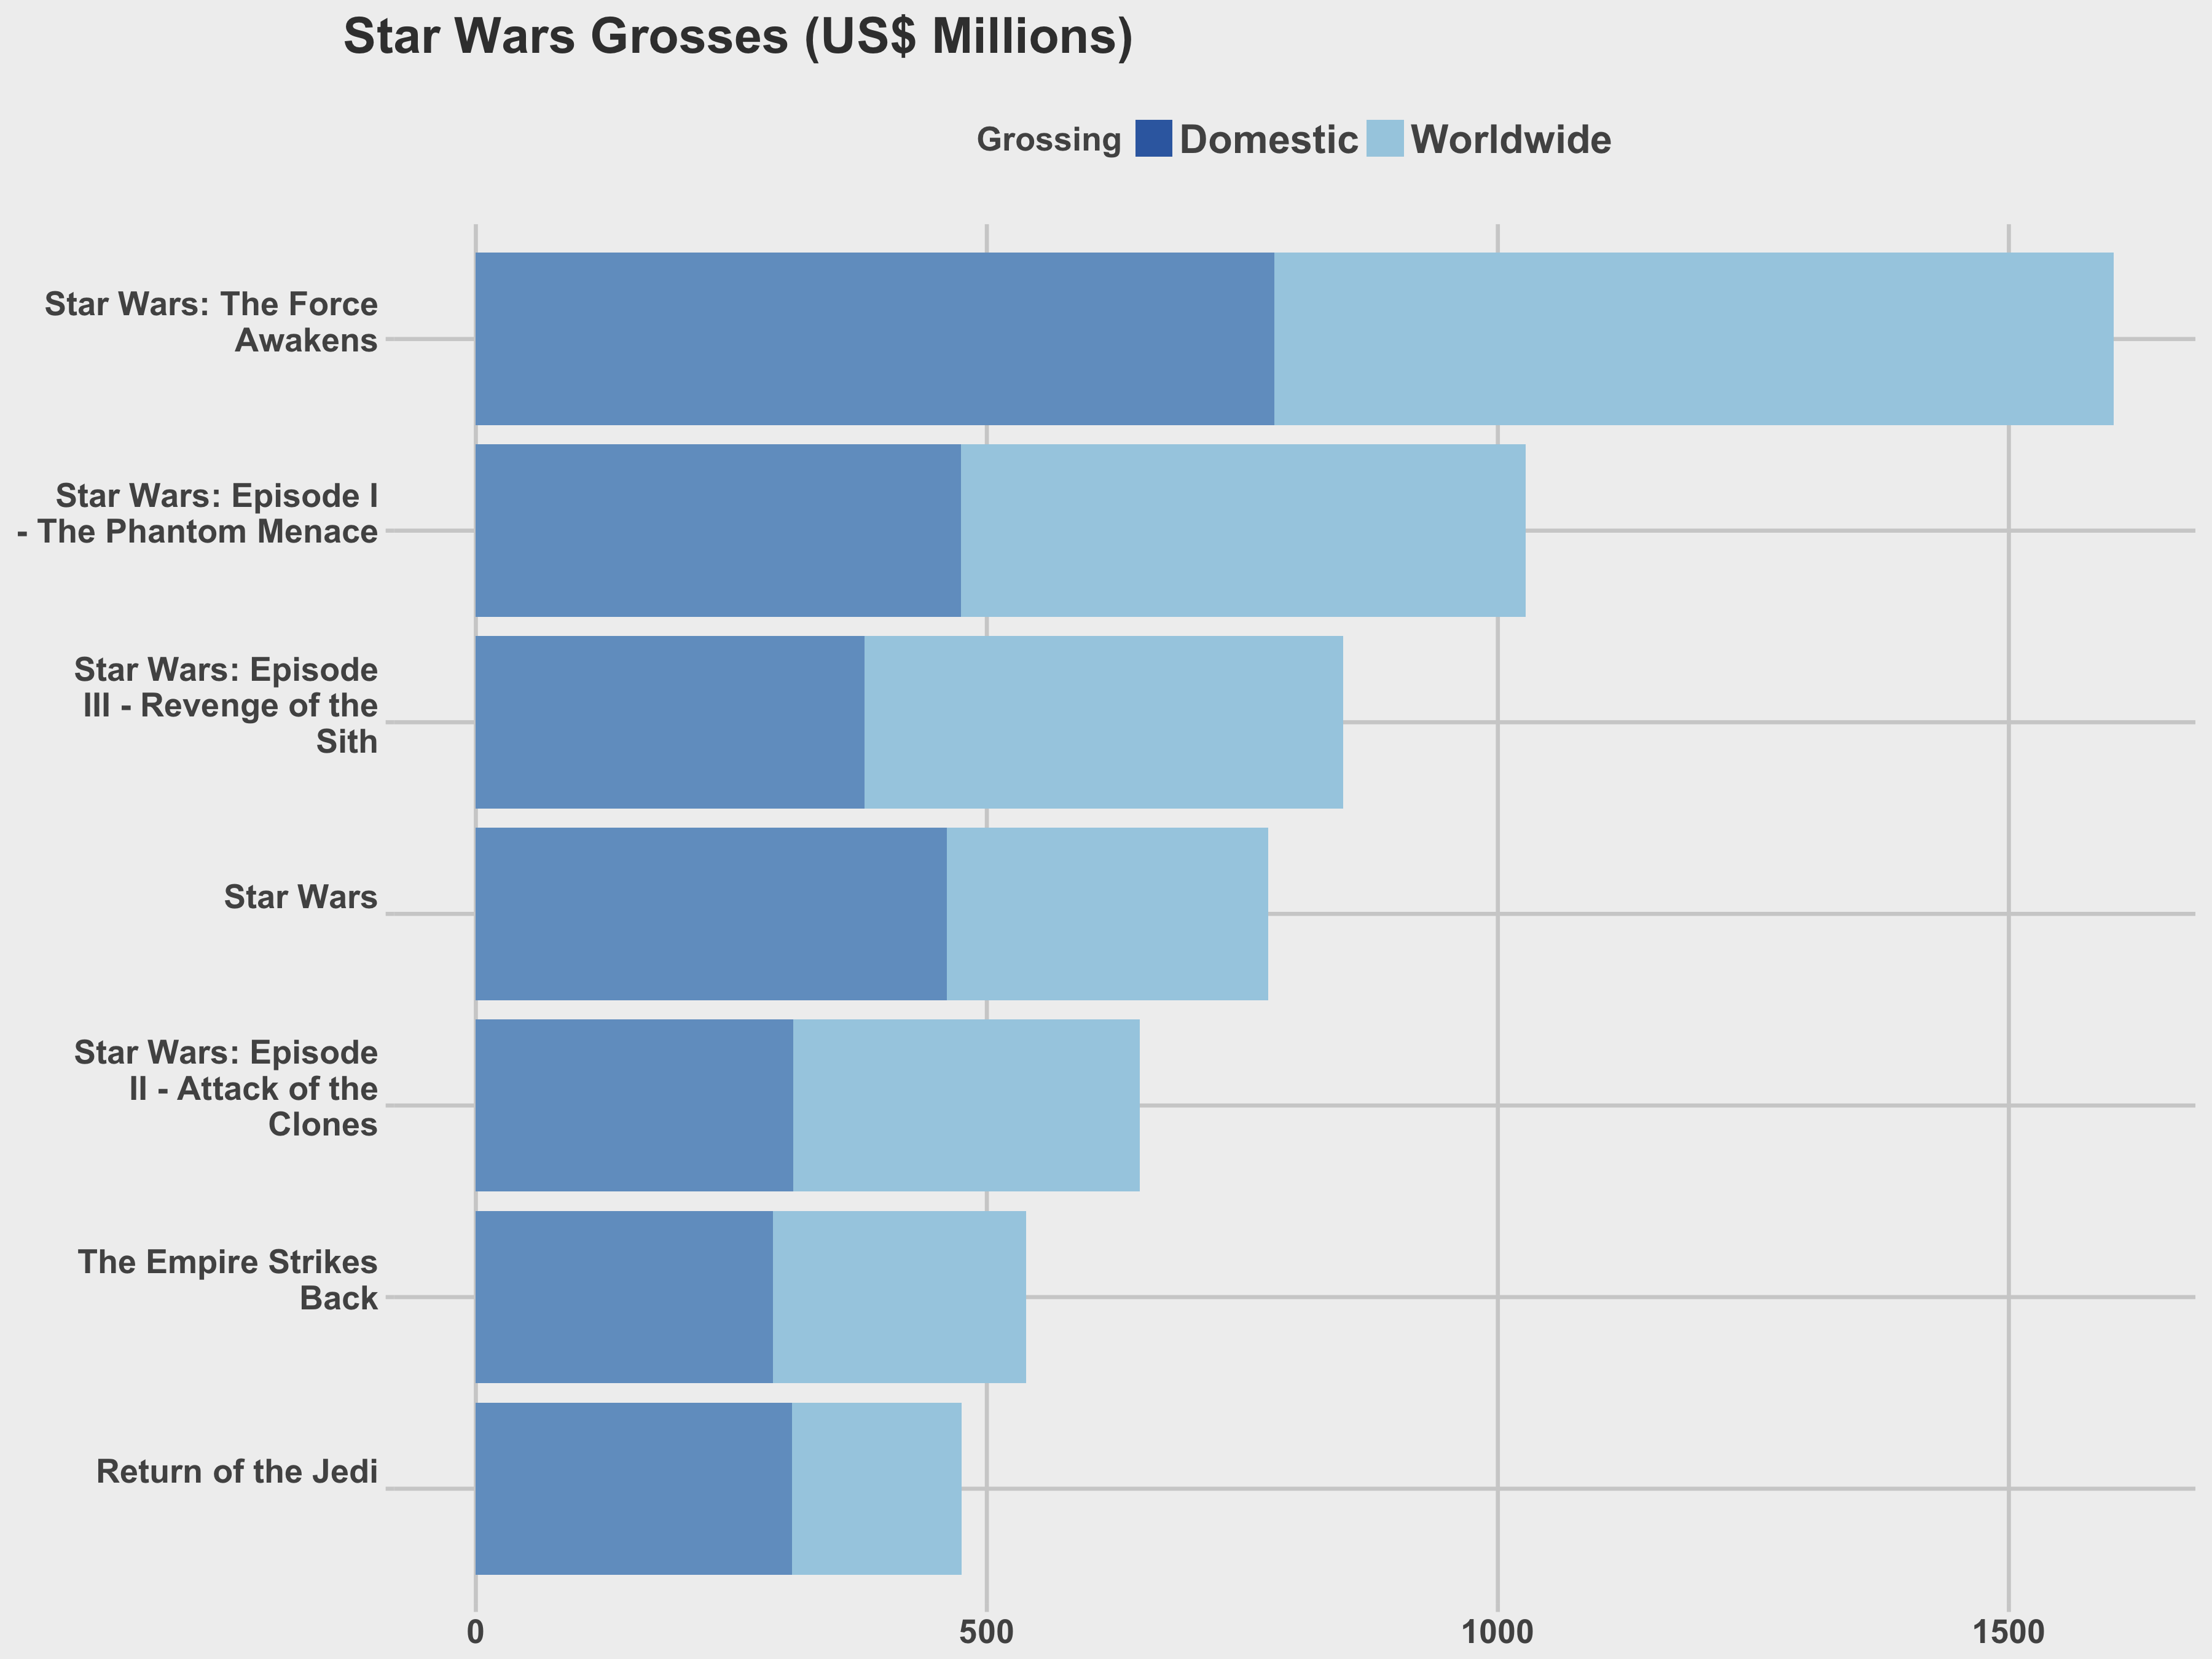 Star Wars Grosses (US$ Millions)
Grossing Domestic Worldwide
Star Wars: The Force
Awakens
Star Wars: Episode I
- The Phantom Menace
Star Wars: Episode
III - Revenge of the
Sith
Star Wars
Star Wars: Episode
II - Attack of the
Clones
The Empire Strikes
Back
Return of the Jedi
0 500 1000 1500